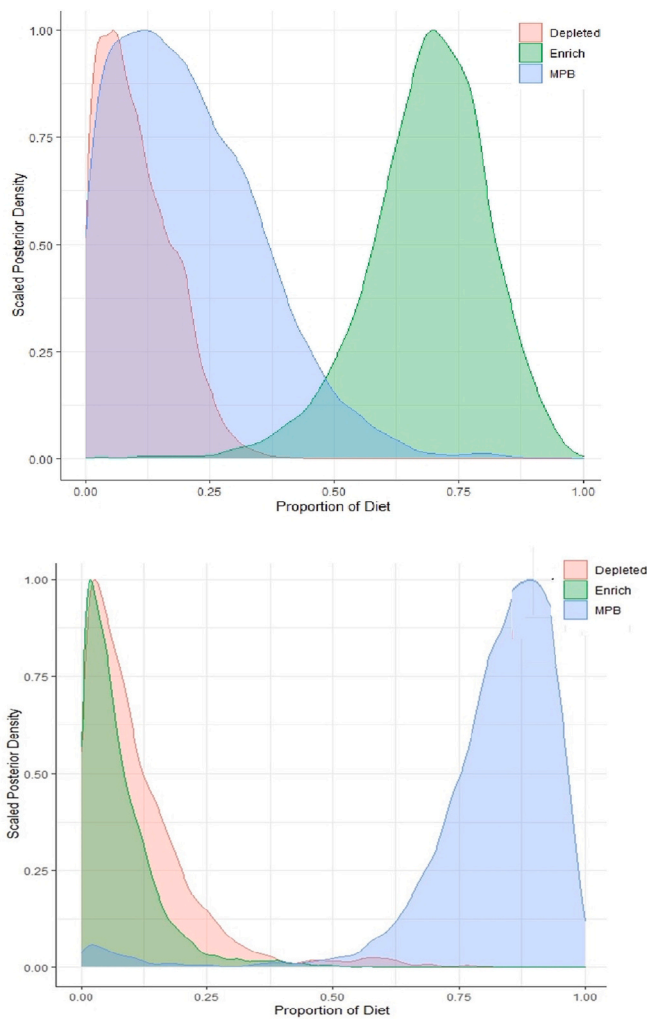 1.00
0.75
0.50
0.25
0.00
Scaled Posterior Density
Depleted
Enrich
MPB
0.00 0.25 0.50 0.75 1.00
Proportion of Diet
1.00
0.75
0.50
0.25
0.00
Scaled Posterior Density
Depleted
Enrich
MPB
0.00 0.25 0.50 0.75 1.00
Proportion of Diet